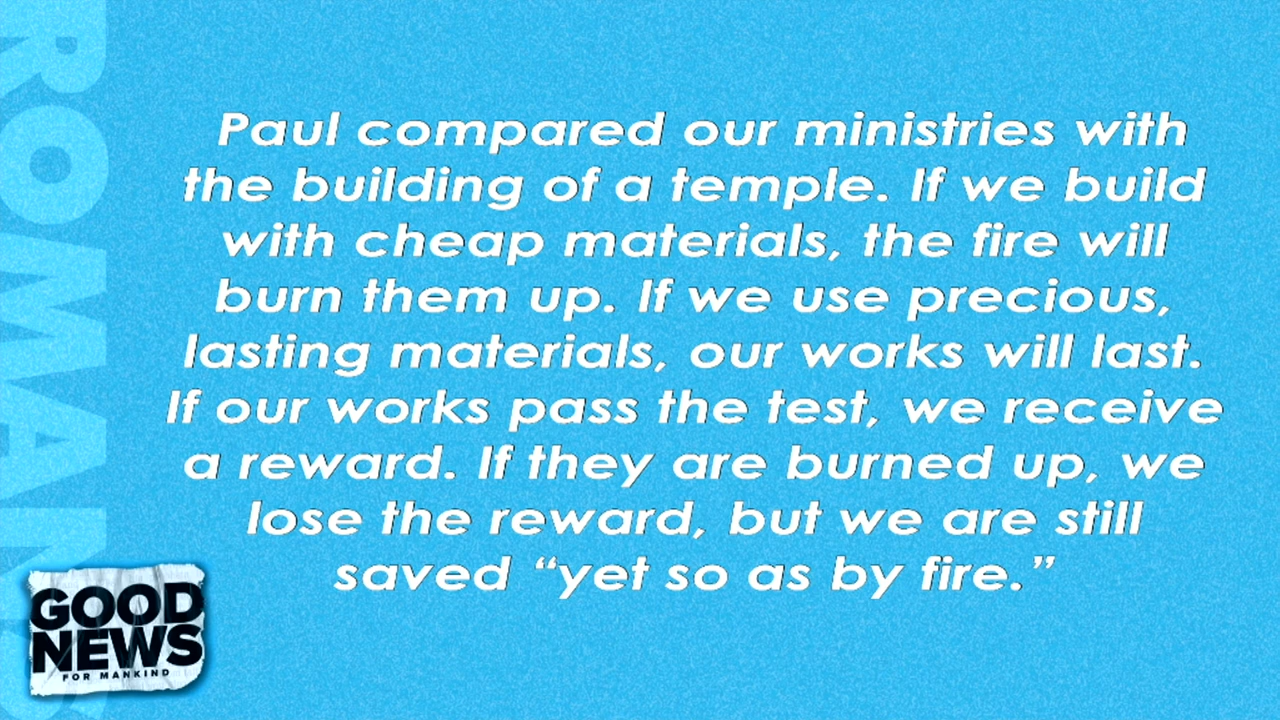 ROMANS
Paul compared our ministries with
the building of a temple. If we build
with cheap materials, the fire will
burn them up. If we use precious,
lasting materials, our works will last.
If our works pass the test, we receive
a reward. If they are burned up, we
lose the reward, but we are still
saved “yet so as by fire.”
GOOD
NEWS
FOR MANKIND